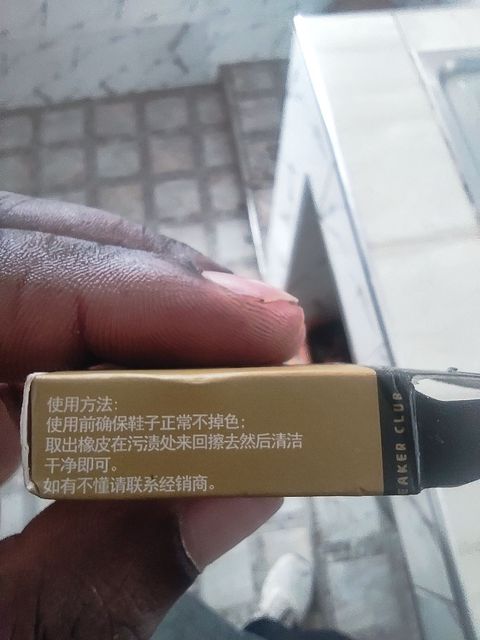 使用方法:
使用前确保鞋子正常不掉色;
取出橡皮在污渍处来回擦去然后清洁
干净即可。
如有不懂请联系经销商。
EAKER CLUB